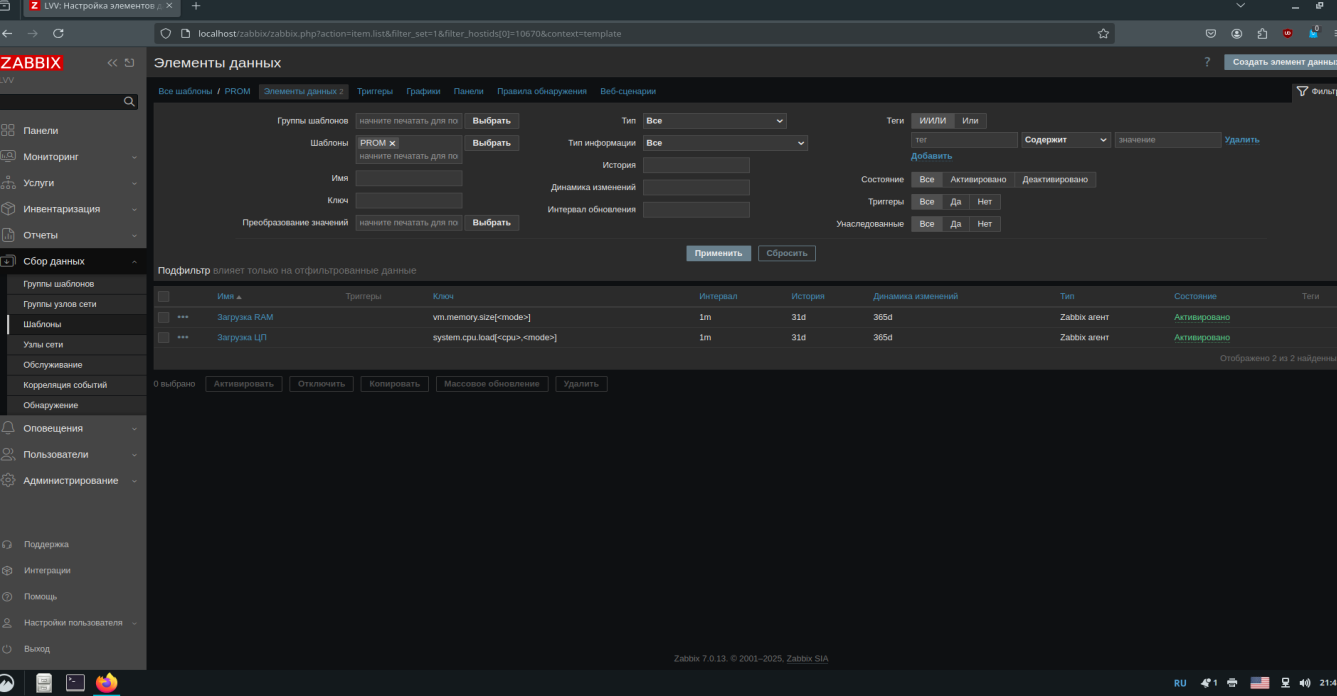 LVV: Настройка элементов д
localhost/zabbix/zabbix.php?action=item.list&filter_set=1&filter_hostids[0]=10670&context=template
0
ZABBIX
LVV
Элементы данных
?
Создать элемент данных
Все шаблоны / PROM Элементы данных 2 Триггеры Графики Панели Правила обнаружения Веб-сценарии
Фильтр
Группы шаблонов начните печатать для по Выбрать
Шаблоны PROM Выбрать
начните печатать для по
Имя
Ключ
Преобразование значений начните печатать для по Выбрать
Тип Все
Тип информации Все
История
Динамика изменений
Интервал обновления
Теги И/ИЛИ Или
тег Содержит значение Удалить
Добавить
Состояние Все Активировано Деактивировано
Триггеры Все Да Нет
Унаследованные Все Да Нет
Применить Сбросить
Подфильтр влияет только на отфильтрованные данные
Имя Триггеры Ключ Интервал История Динамика изменений Тип Состояние Теги
Загрузка RAM vm.memory.size[<mode>] 1m 31d 365d Zabbix агент Активировано
Загрузка ЦП system.cpu.load[<cpu>,<mode>] 1m 31d 365d Zabbix агент Активировано
Отображено 2 из 2 найденны
0 выбрано Активировать Отключить Копировать Массовое обновление Удалить
Панели
Мониторинг
Услуги
Инвентаризация
Отчеты
Сбор данных
Группы шаблонов
Группы узлов сети
Шаблоны
Узлы сети
Обслуживание
Корреляция событий
Обнаружение
Оповещения
Пользователи
Администрирование
Поддержка
Интеграции
Помощь
Настройки пользователя
Выход
Zabbix 7.0.13. © 2001–2025, Zabbix SIA
RU 1 21:4